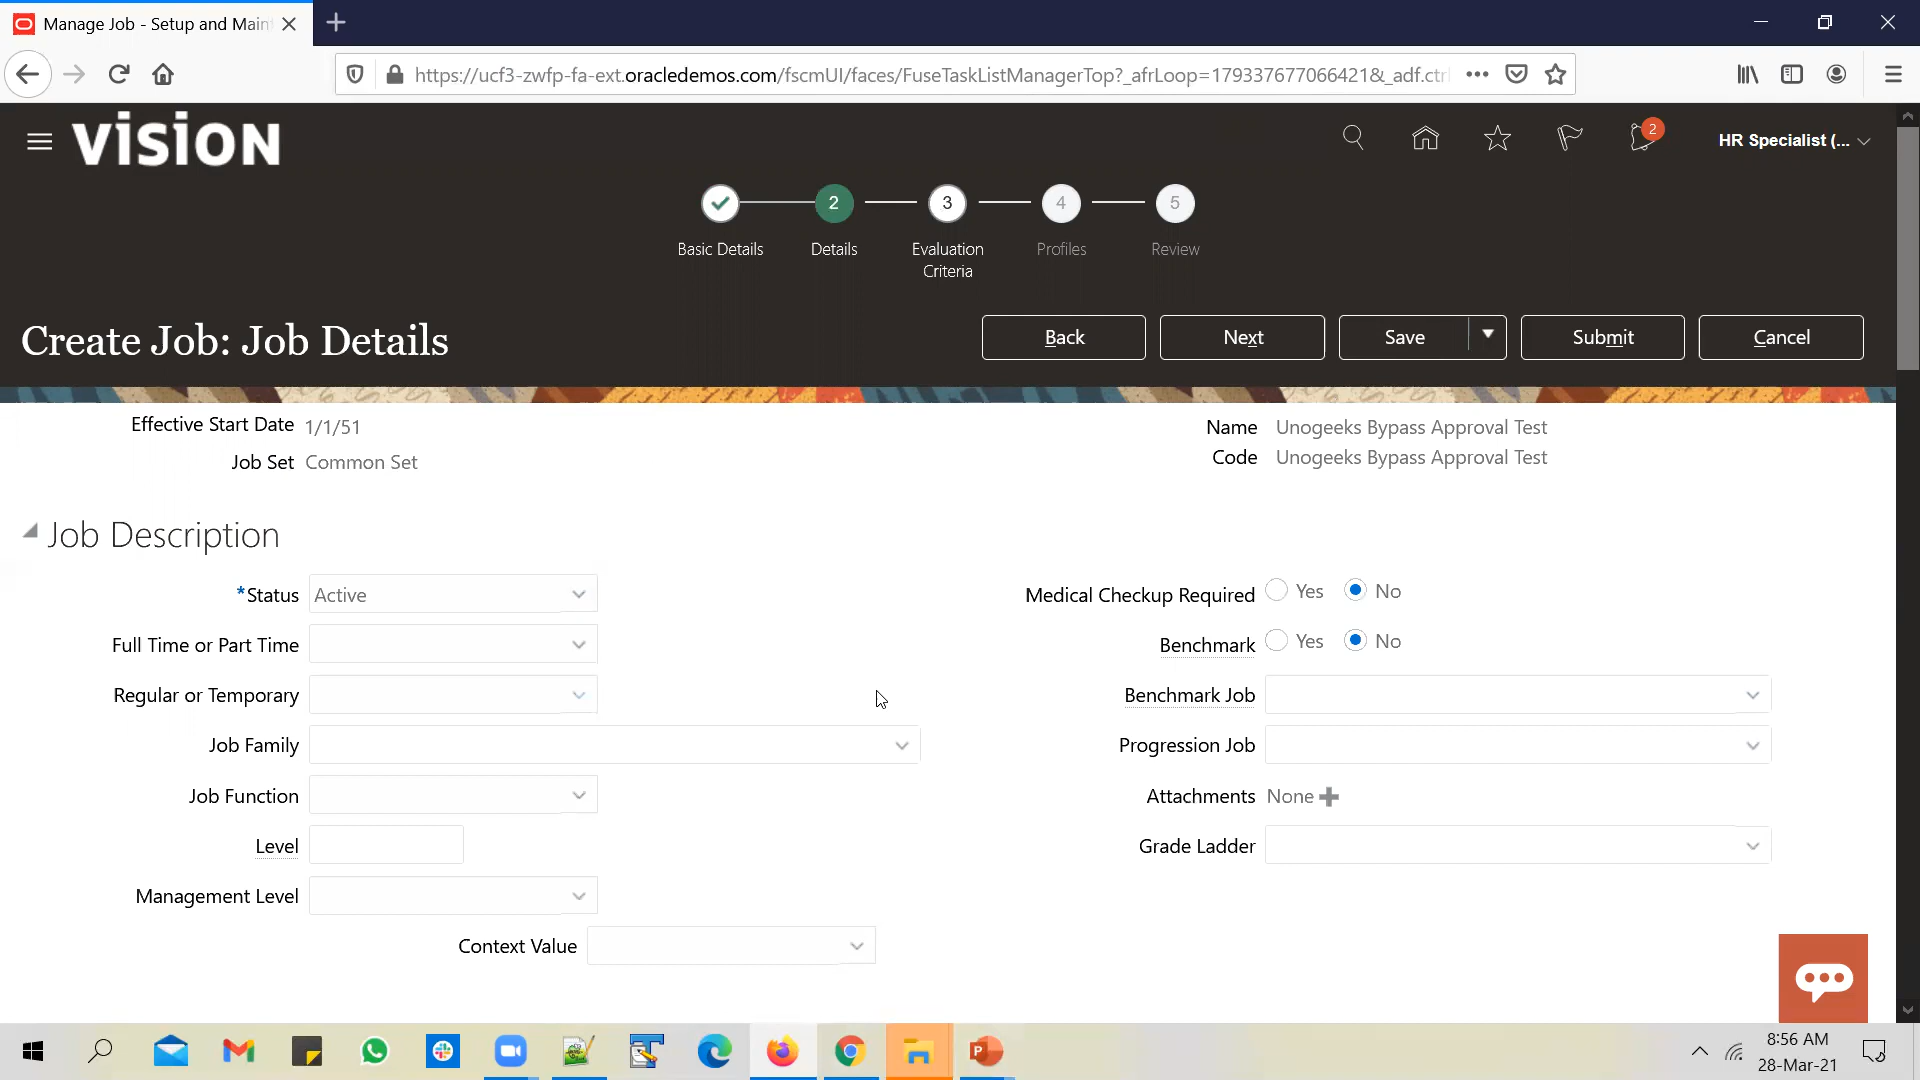 Manage Job - Setup and Main
https://ucf3-zwfp-fa-ext.oracledemos.com/fscmUI/faces/FuseTaskListManagerTop?_afrLoop=17933767706642​1&_adf.ctrl
vision
2
HR Specialist (...
2
3
4
5
Basic Details
Details
Evaluation
Criteria
Profiles
Review
Create Job: Job Details
Back
Next
Save
Submit
Cancel
Effective Start Date 1/1/51
Name Unogeeks Bypass Approval Test
Job Set Common Set
Code Unogeeks Bypass Approval Test
Job Description
*Status Active
Medical Checkup Required Yes No
Full Time or Part Time
Benchmark Yes No
Regular or Temporary
Benchmark Job
Job Family
Progression Job
Job Function
Attachments None
Level
Grade Ladder
Management Level
Context Value
8:56 AM
28-Mar-21